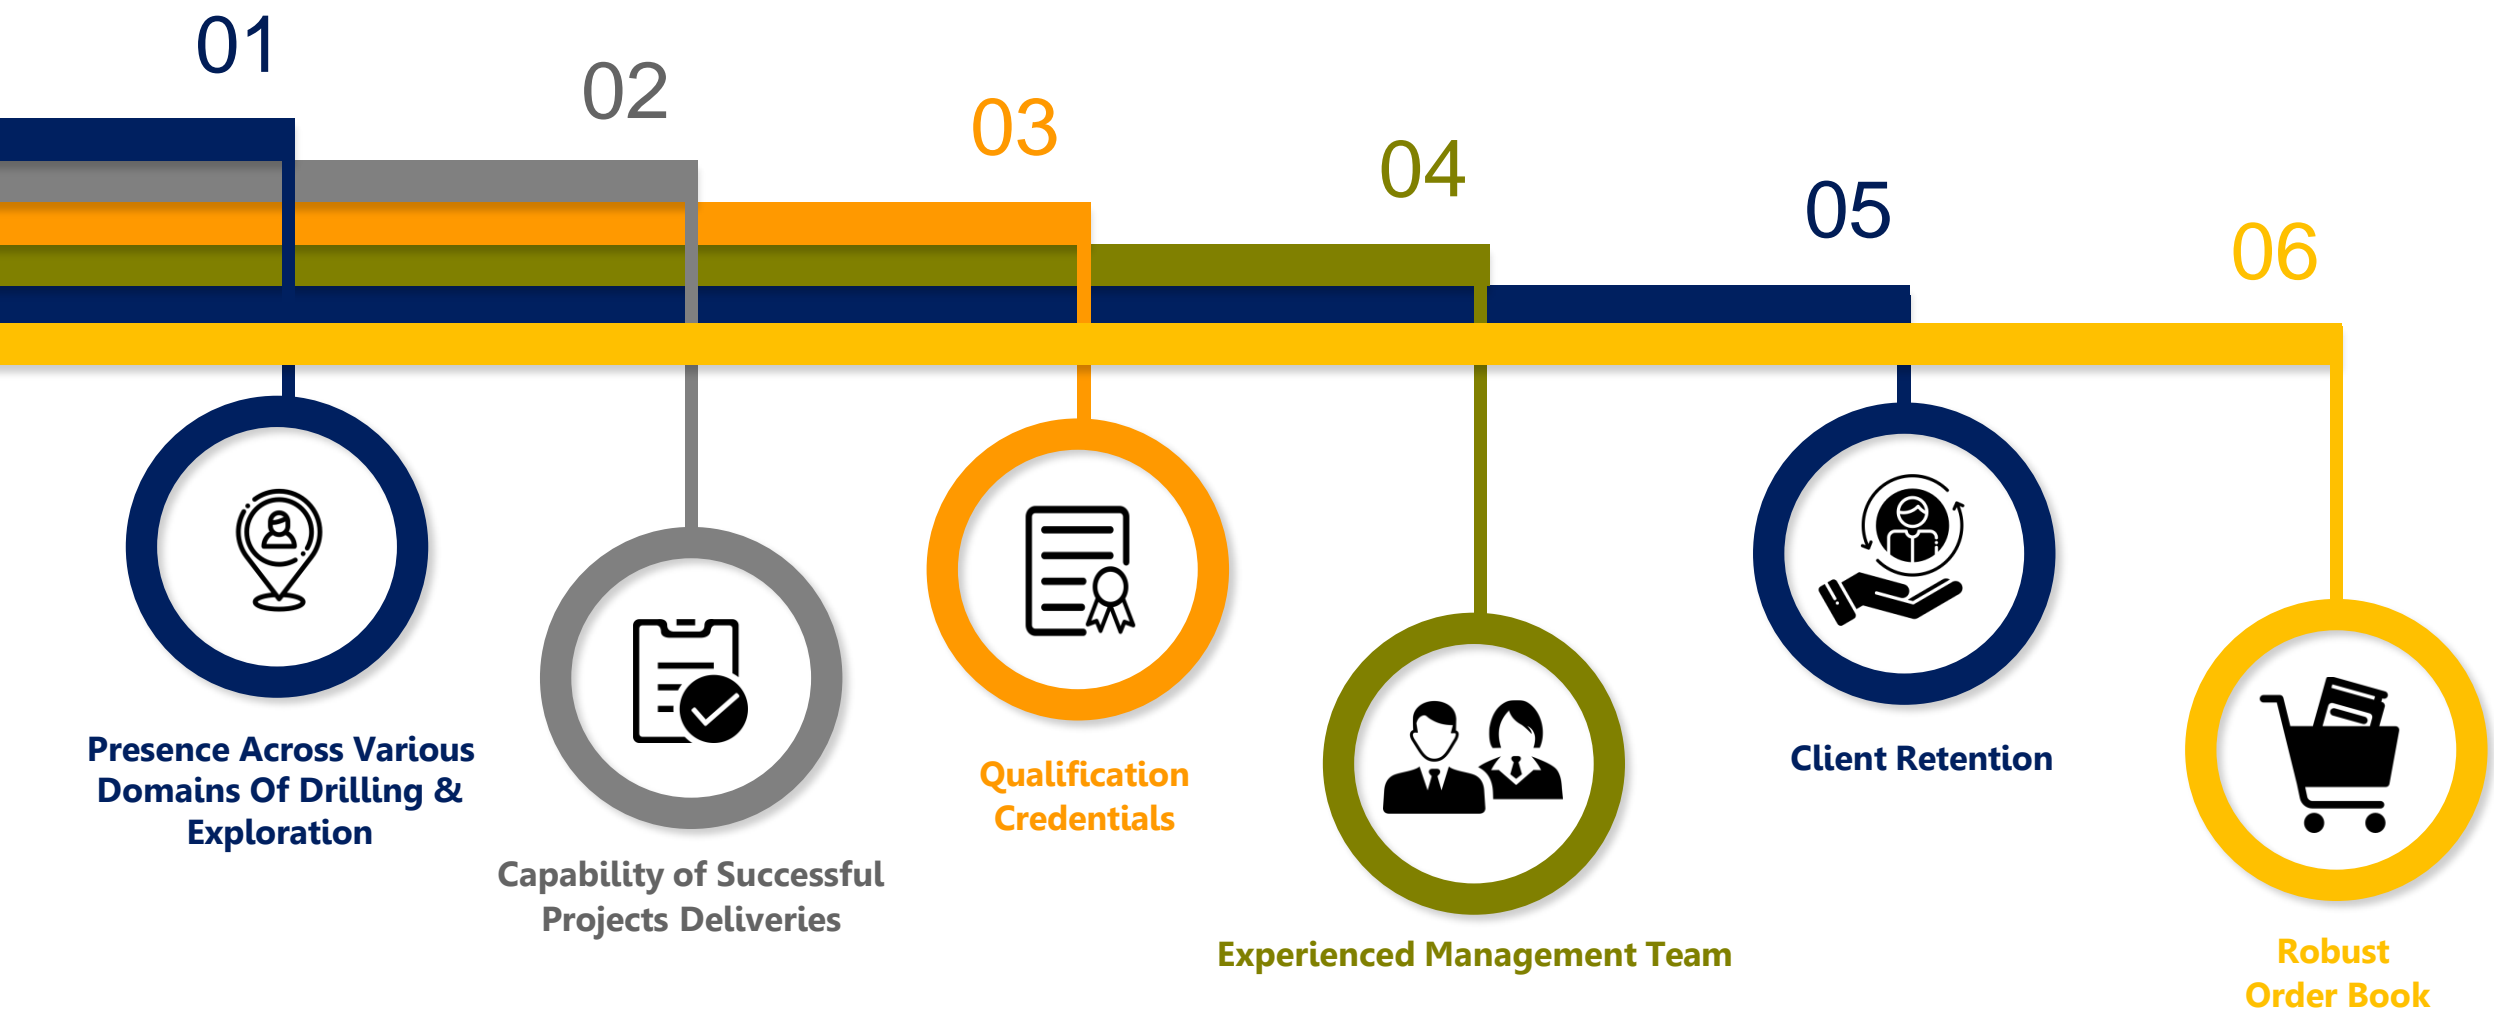 01
02
03
04
05
06
Presence Across Various
Domains Of Drilling &
Exploration
Capability of Successful
Projects Deliveries
Qualification
Credentials
Experienced Management Team
Client Retention
Robust
Order Book